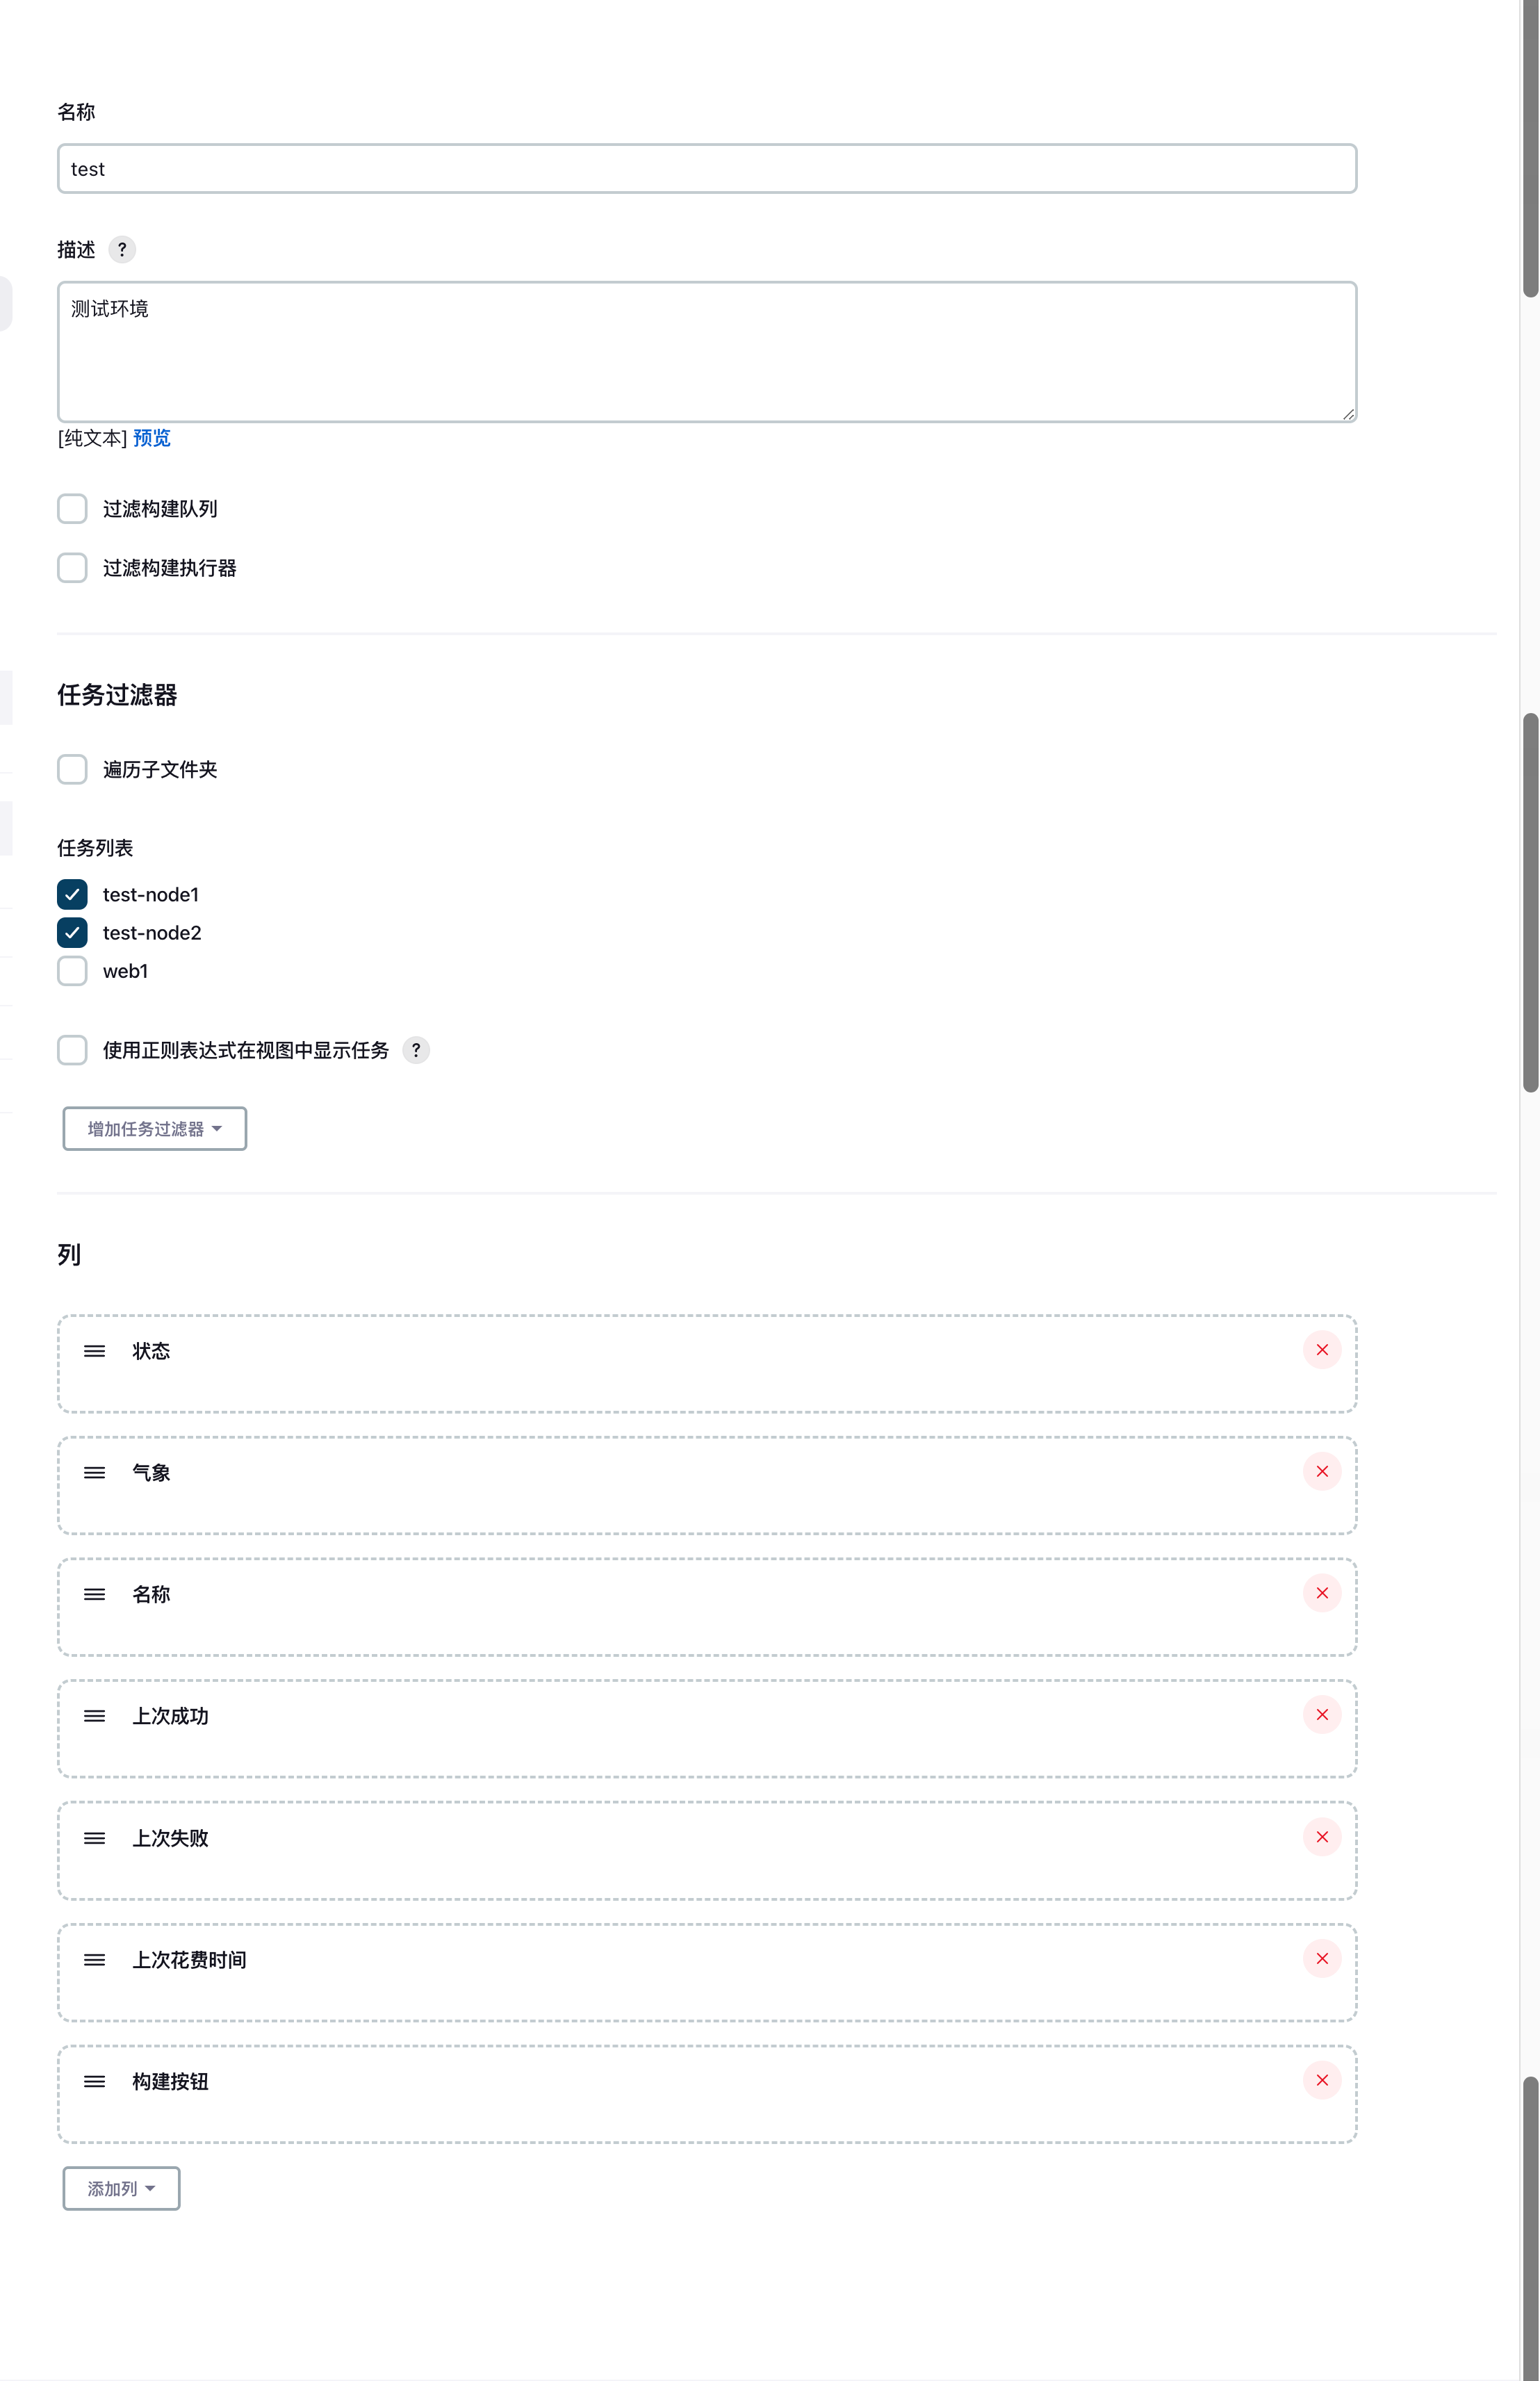 名称
test
描述 ?
测试环境
[纯文本] 预览
过滤构建队列
过滤构建执行器
任务过滤器
遍历子文件夹
任务列表
test-node1
test-node2
web1
使用正则表达式在视图中显示任务 ?
增加任务过滤器
列
状态
气象
名称
上次成功
上次失败
上次花费时间
构建按钮
添加列